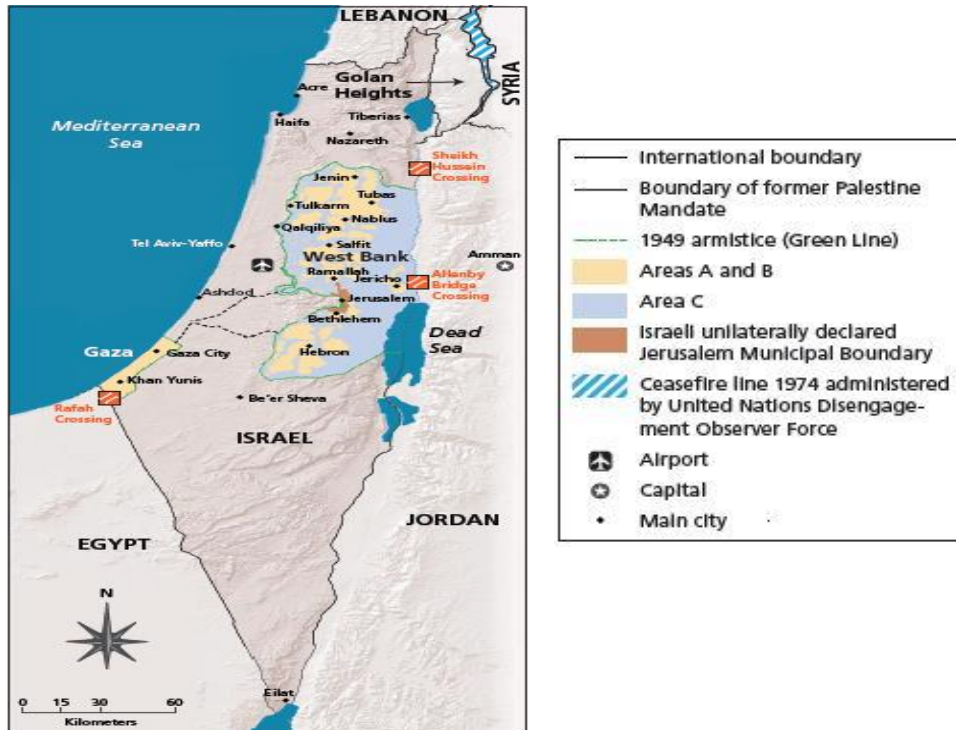 LEBANON
SYRIA
Golan
Heights
Acre
Haifa
Tiberias
Nazareth
Mediterranean
Sea
Sheikh
Hussein
Crossing
Jenin
Tubas
Tulkarm
Nablus
Qalqiliya
Salfit
Tel Aviv-Yaffo
West Bank
Amman
Ramallah
Jericho
Allenby
Bridge
Crossing
Ashdod
Jerusalem
Bethlehem
Dead
Sea
Gaza
Gaza City
Hebron
Khan Yunis
Rafah
Crossing
Be'er Sheva
ISRAEL
JORDAN
EGYPT
N
Eilat
0 15 30 60
Kilometers
International boundary
Boundary of former Palestine
Mandate
1949 armistice (Green Line)
Areas A and B
Area C
Israeli unilaterally declared
Jerusalem Municipal Boundary
Ceasefire line 1974 administered
by United Nations Disengage-
ment Observer Force
Airport
Capital
Main city